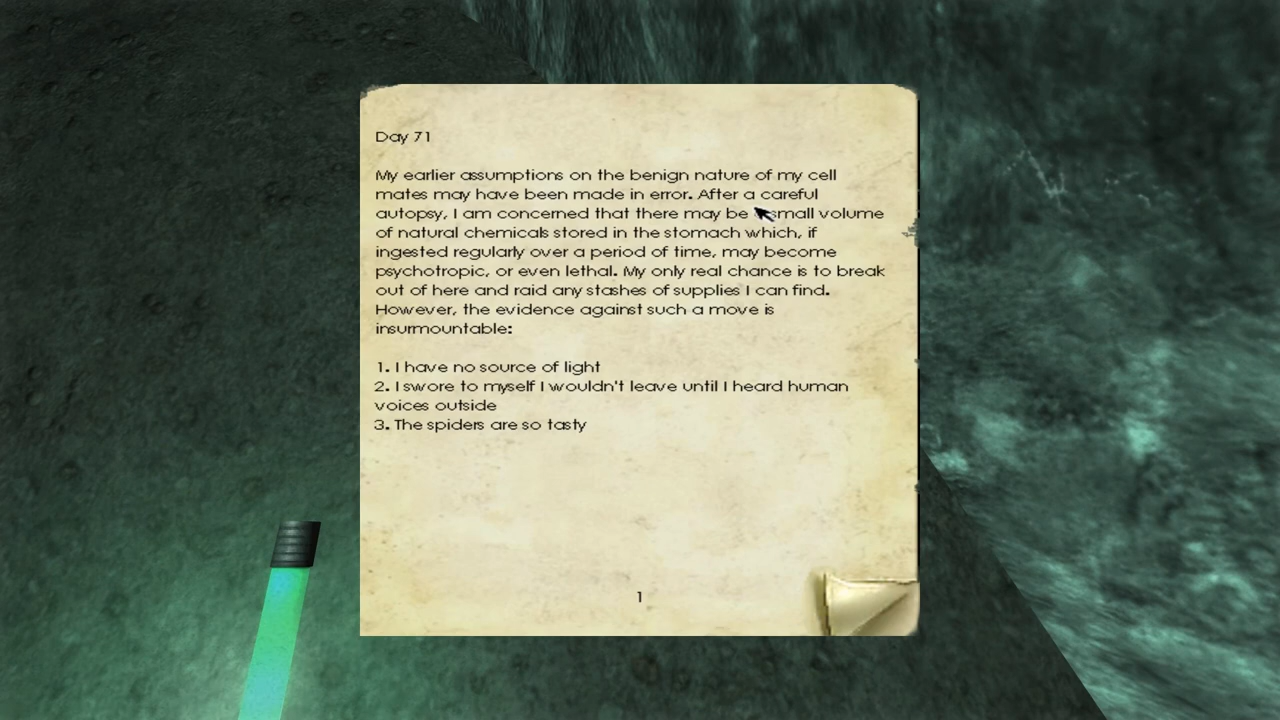 Day 71
My earlier assumptions on the benign nature of my cell
mates may have been made in error. After a careful
autopsy, I am concerned that there may be small volume
of natural chemicals stored in the stomach which, if
ingested regularly over a period of time, may become
psychotropic, or even lethal. My only real chance is to break
out of here and raid any stashes of supplies I can find.
However, the evidence against such a move is
insurmountable:
1. I have no source of light
2. I swore to myself I wouldn't leave until I heard human
voices outside
3. The spiders are so tasty
1